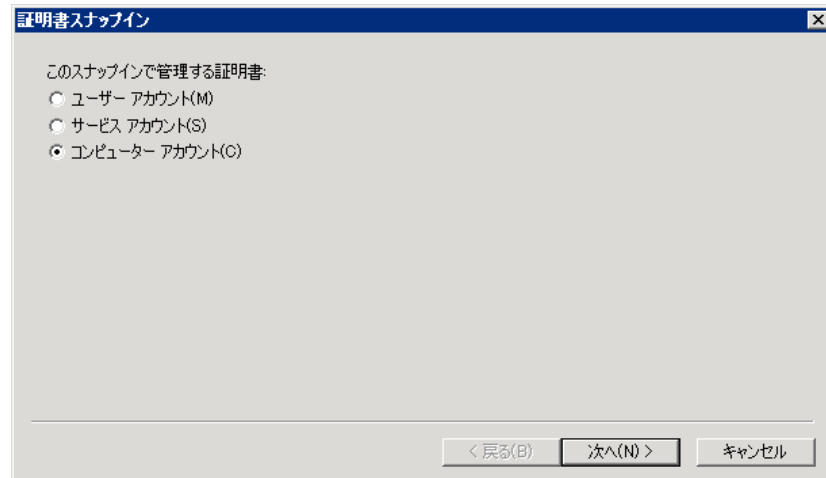 証明書スナップイン
このスナップインで管理する証明書:
ユーザー アカウント(M)
サービス アカウント(S)
コンピューター アカウント(C)
< 戻る(B) 次へ(N) > キャンセル